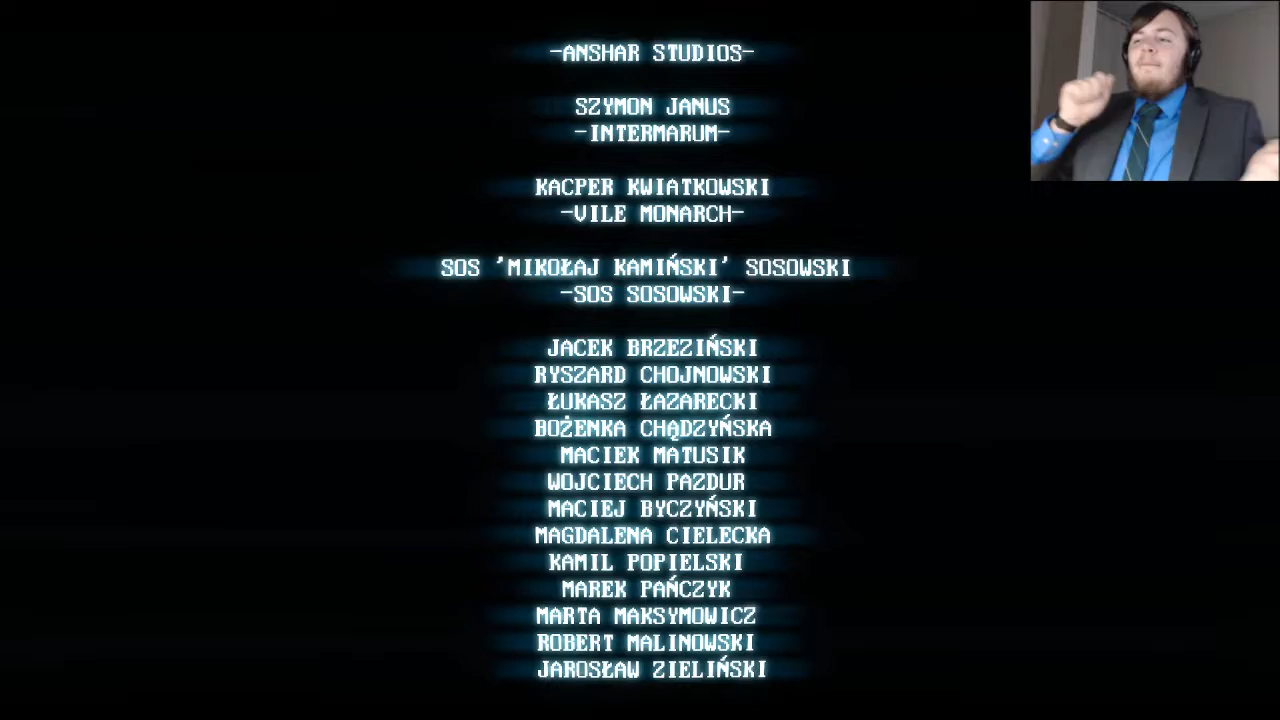 -ANSHAR STUDIOS-
SZYMON JANUS
-INTERMARUM-
KACPER KWIATKOWSKI
-VILE MONARCH-
SOS 'MIKOŁAJ KAMIŃSKI' SOSOWSKI
-SOS SOSOWSKI-
JACEK BRZEZIŃSKI
RYSZARD CHOJNOWSKI
ŁUKASZ ŁAZARECKI
BOŻENKA CHĄDZYŃSKA
MACIEK MATUSIK
WOJCIECH PAZDUR
MACIEJ BYCZYŃSKI
MAGDALENA CIELECKA
KAMIL POPIELSKI
MAREK PAŃCZYK
MARTA MAKSYMOWICZ
ROBERT MALINOWSKI
JAROSŁAW ZIELIŃSKI